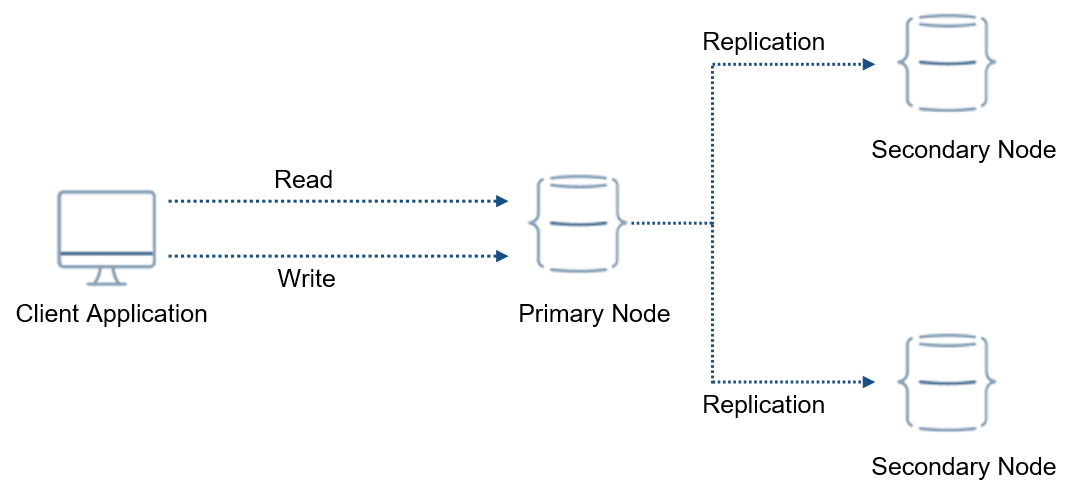 Replication
Secondary Node
Read
Write
Client Application
Primary Node
Replication
Secondary Node